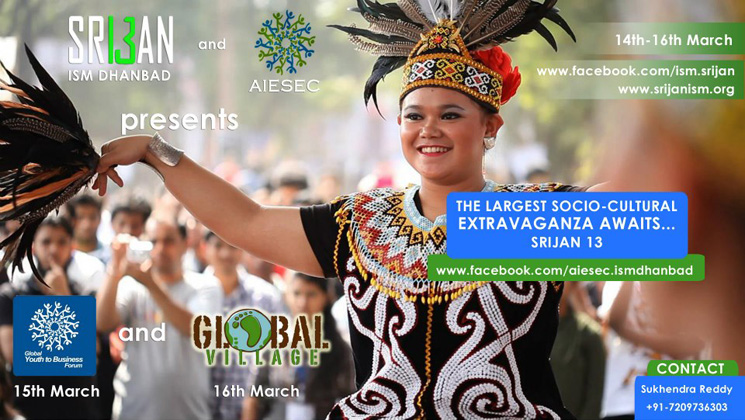 SR13AN
ISM DHANBAD
and
AIESEC
presents
14th-16th March
www.facebook.com/ism.srijan
www.srijanism.org
THE LARGEST SOCIO-CULTURAL
EXTRAVAGANZA AWAITS...
SRIJAN 13
www.facebook.com/aiesec.ismdhanbad
Global
Youth to Business
Forum
15th March
and
GLOBAL
VILLAGE
16th March
CONTACT
Sukhendra Reddy
+91-7209736303